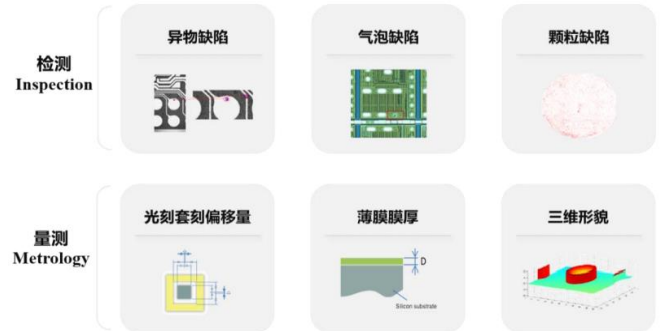 检测
Inspection
异物缺陷
气泡缺陷
颗粒缺陷
量测
Metrology
光刻套刻偏移量
薄膜膜厚
三维形貌
D
Silicon substrate